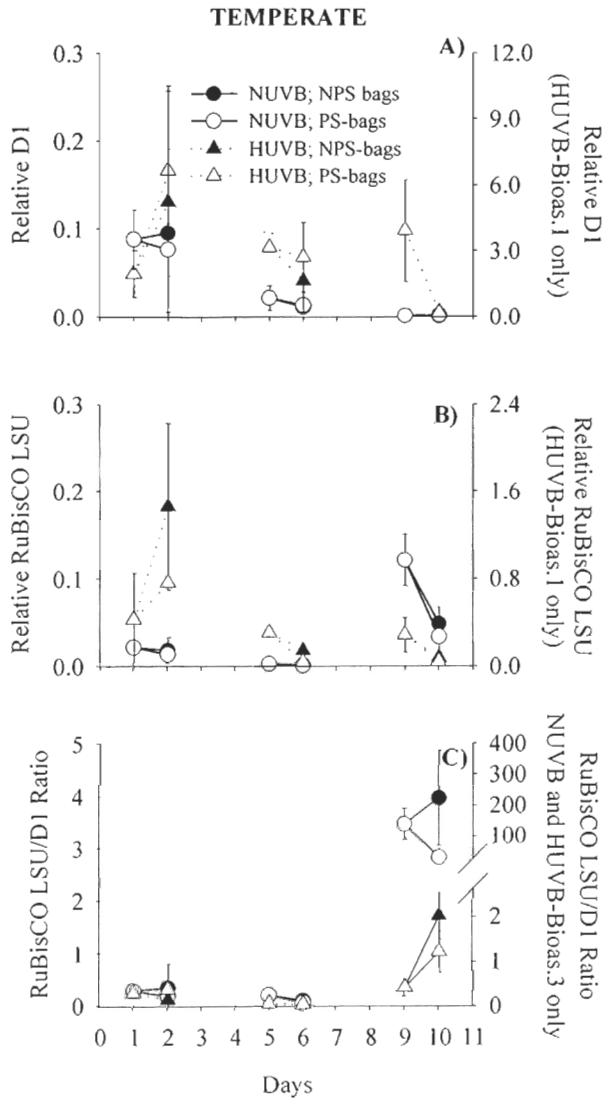 TEMPERATE
A)
0.3
0.2
0.1
0.0
Relative D1
12.0
9.0
6.0
3.0
0.0
Relative D1
(HUVB-Bioas.1 only)
NUVB; NPS bags
NUVB; PS-bags
HUVB; NPS-bags
HUVB; PS-bags
B)
0.3
0.2
0.1
0.0
Relative RuBisCO LSU
2.4
1.6
0.8
0.0
Relative RuBisCO LSU
(HUVB-Bioas.1 only)
C)
5
4
3
2
1
0
RuBisCO LSU/D1 Ratio
400
300
200
100
2
1
0
RuBisCO LSU/D1 Ratio
NUVB and HUVB-Bioas.3 only
0 1 2 3 4 5 6 7 8 9 10 11
Days